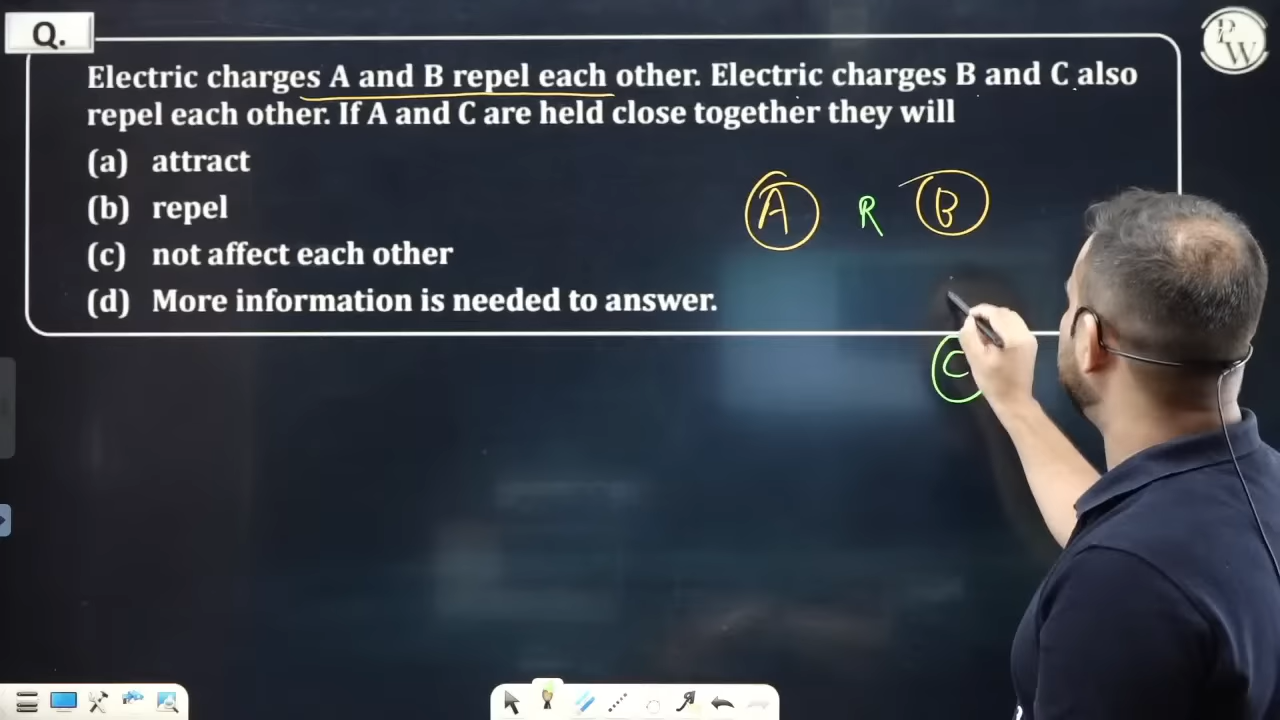 Q.
PW
Electric charges A and B repel each other. Electric charges B and C also
repel each other. If A and C are held close together they will
(a) attract
(b) repel
(c) not affect each other
(d) More information is needed to answer.
A R B
C